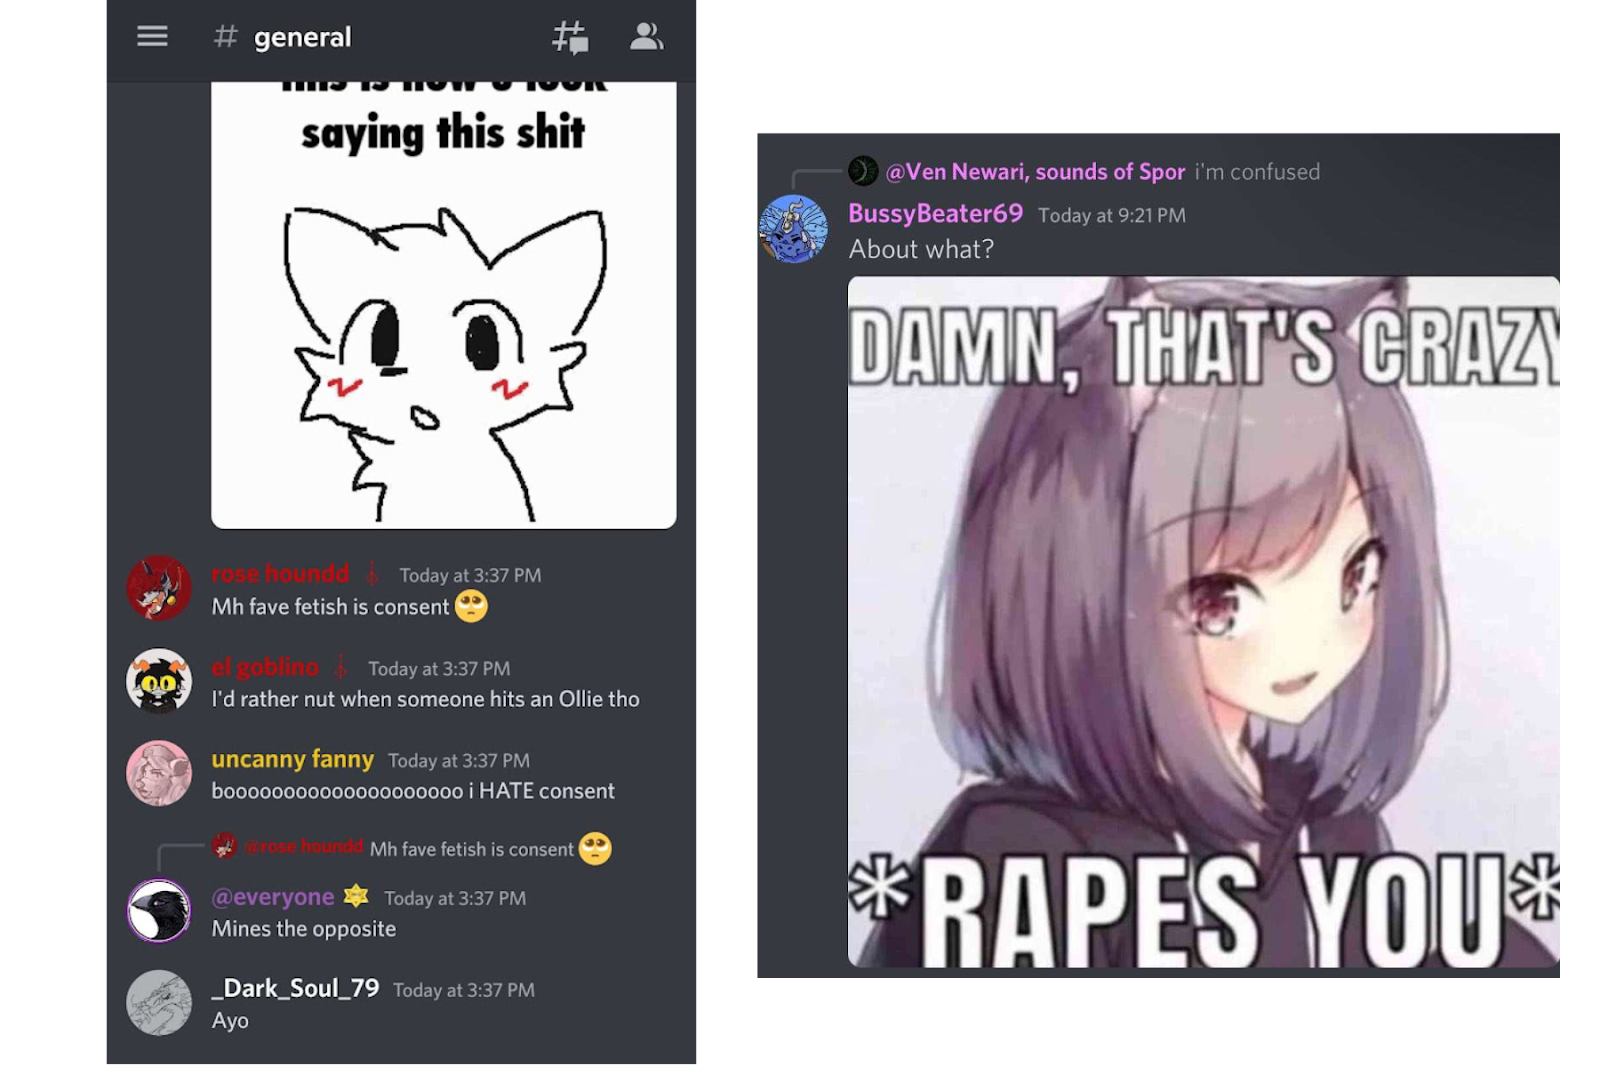 # general
this is how u look
saying this shit
rose houndd Today at 3:37 PM
Mh fave fetish is consent 🥺
el goblino Today at 3:37 PM
I'd rather nut when someone hits an Ollie tho
uncanny fanny Today at 3:37 PM
booooooooooooooooooo i HATE consent
@rose houndd Mh fave fetish is consent 🥺
@everyone Today at 3:37 PM
Mines the opposite
_Dark_Soul_79 Today at 3:37 PM
Ayo
@Ven Newari, sounds of Spor i'm confused
BussyBeater69 Today at 9:21 PM
About what?
DAMN, THAT'S CRAZY
*RAPES YOU*